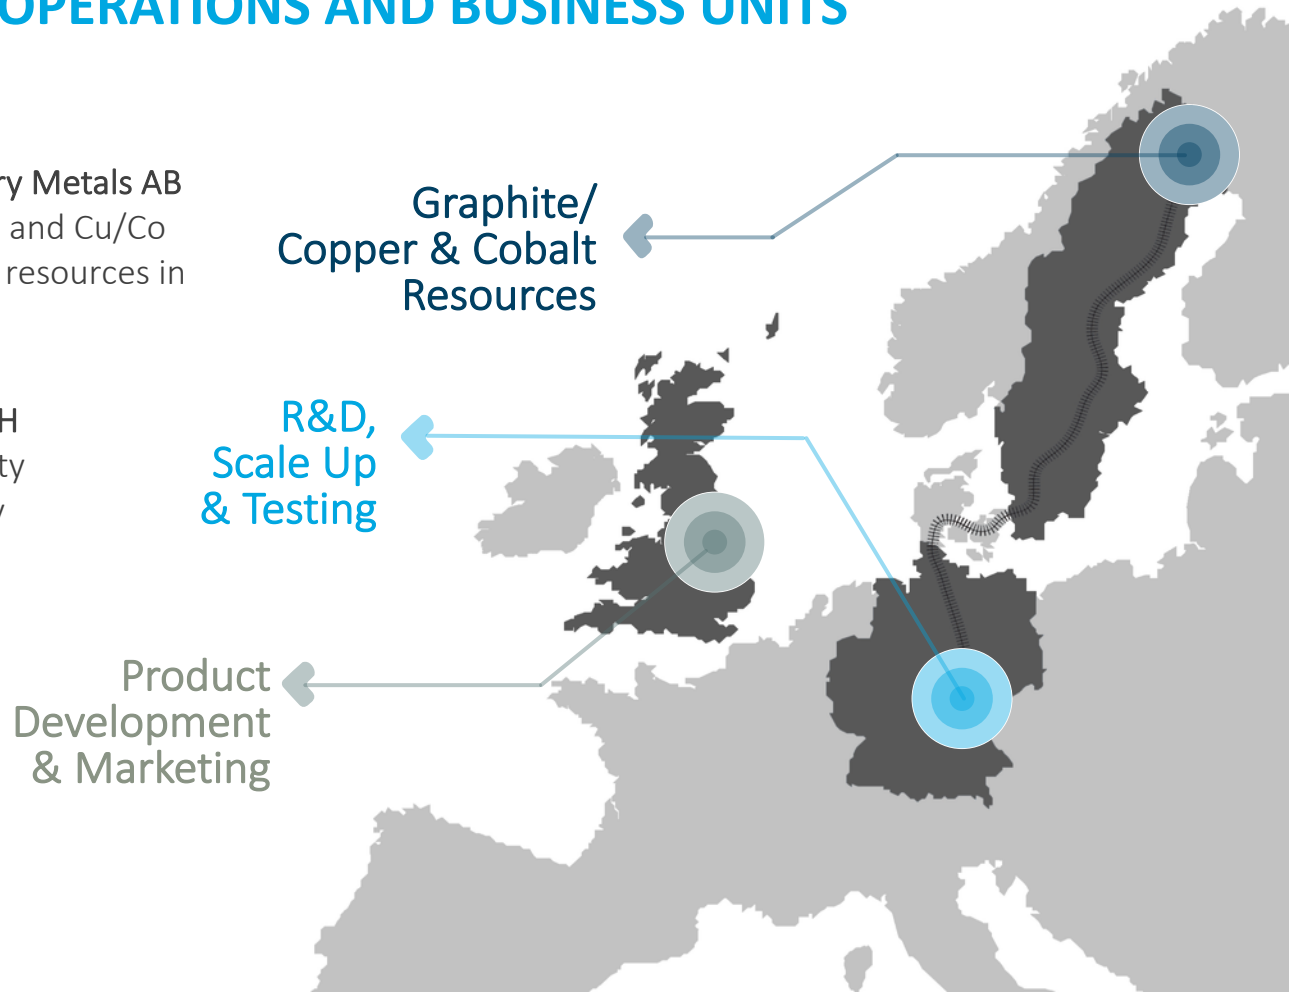 OPERATIONS AND BUSINESS UNITS
ry Metals AB
and Cu/Co
resources in
Graphite/
Copper & Cobalt
Resources
H
ty
y
R&D,
Scale Up
& Testing
Product
Development
& Marketing